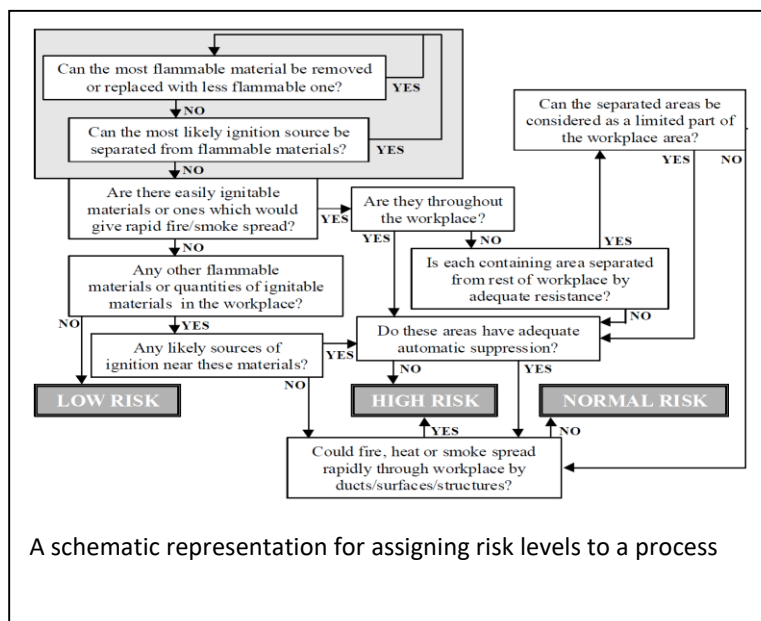 Can the most flammable material be removed
or replaced with less flammable one?
YES
NO
Can the most likely ignition source be
separated from flammable materials?
YES
NO
Can the separated areas be
considered as a limited part of
the workplace area?
YES
NO
Are there easily ignitable
materials or ones which would
give rapid fire/smoke spread?
YES
NO
Are they throughout
the workplace?
YES
NO
YES
Is each containing area separated
from rest of workplace by
adequate resistance?
NO
Any other flammable
materials or quantities of ignitable
materials in the workplace?
NO
YES
Any likely sources of
ignition near these materials?
YES
NO
Do these areas have adequate
automatic suppression?
NO
YES
LOW RISK
HIGH RISK
NORMAL RISK
YES
NO
Could fire, heat or smoke spread
rapidly through workplace by
ducts/surfaces/structures?
A schematic representation for assigning risk levels to a process